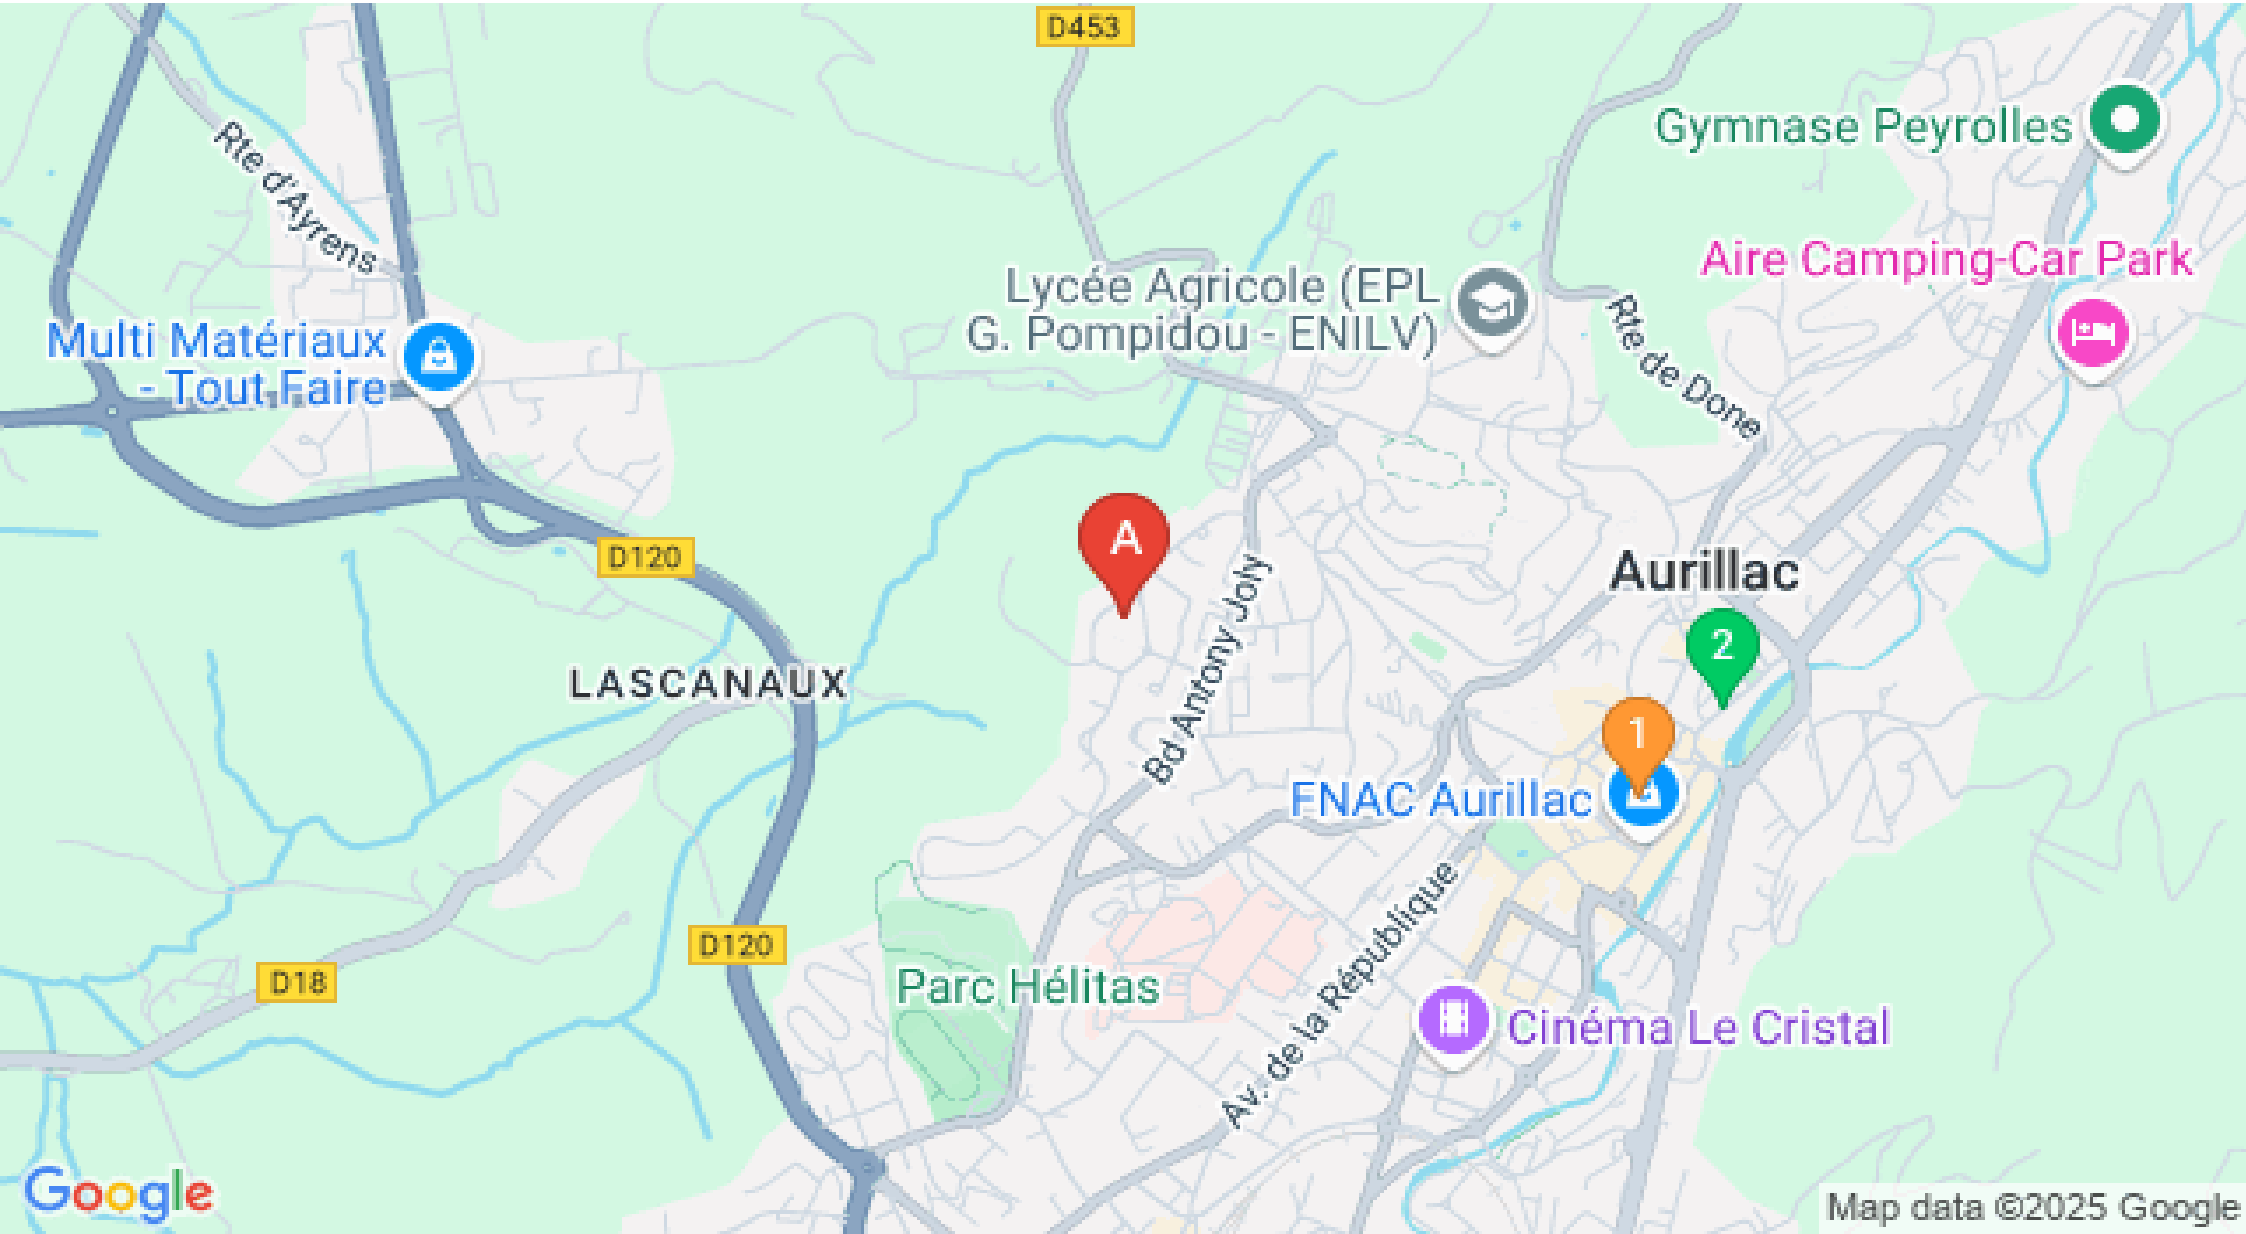 D453
Gymnase Peyrolles
Rte d'Ayrens
Aire Camping-Car Park
Lycée Agricole (EPL
G. Pompidou - ENILV)
Rte de Done
Multi Matériaux
- Tout Faire
A
D120
Aurillac
2
Bd Antony Joly
LASCANAUX
1
FNAC Aurillac
Av. de la République
D120
D18
Parc Hélitas
Cinéma Le Cristal
Google
Map data ©2025 Google